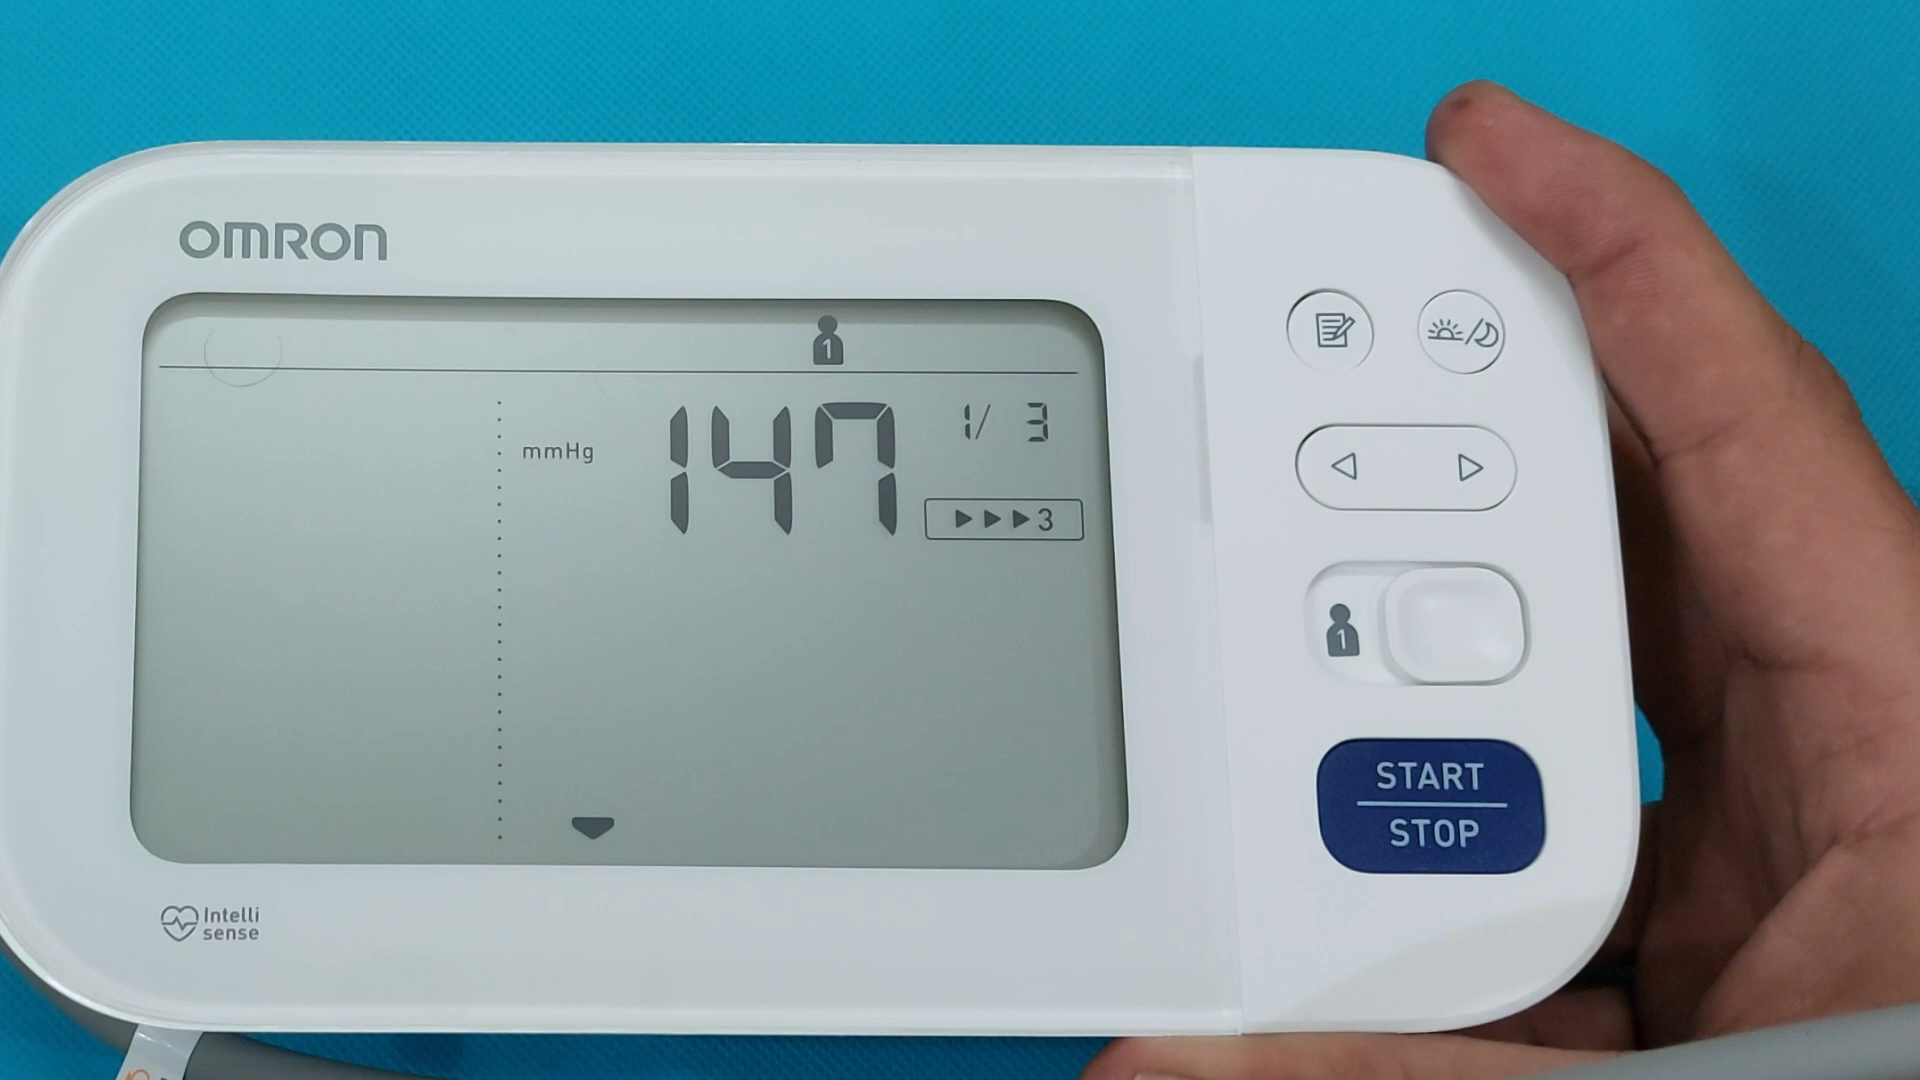 OMRON
1
mmHg
147
1/ 3
▶▶▶3
1
START
STOP
Intelli
sense